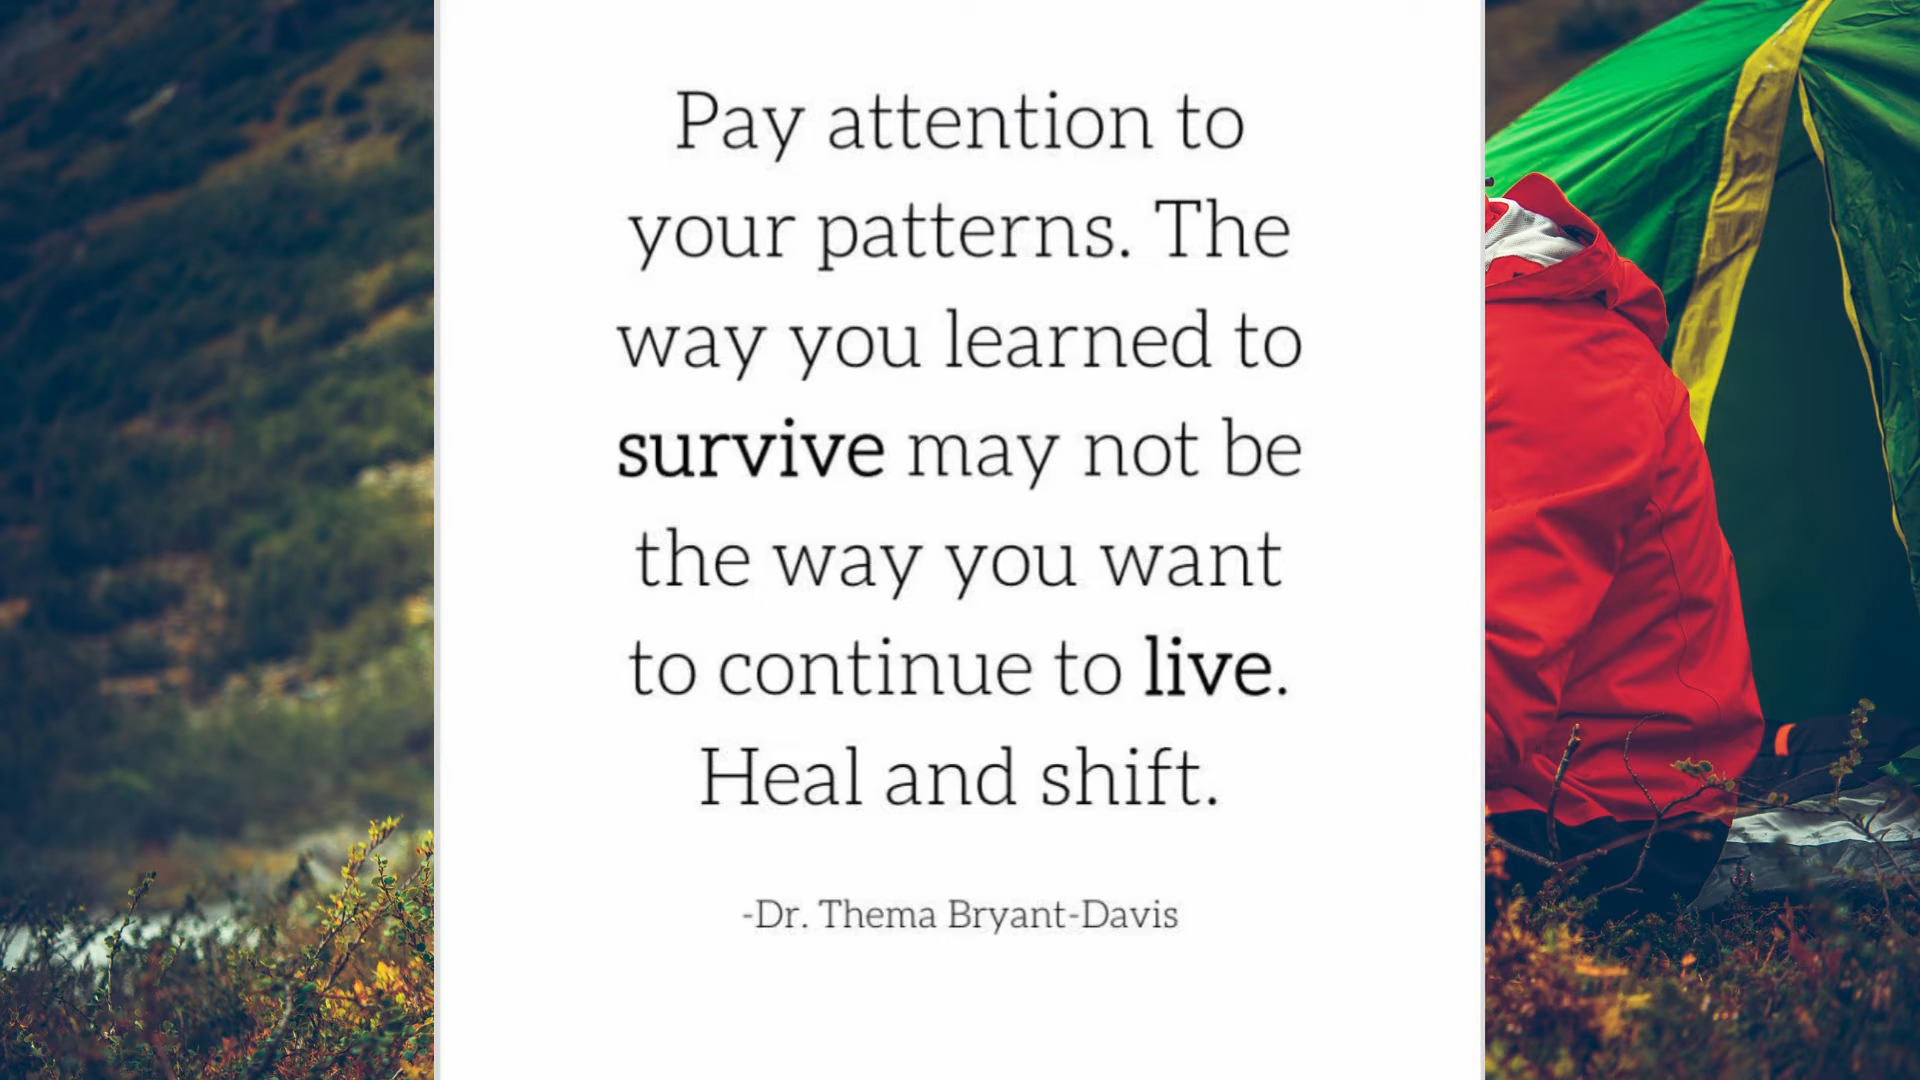 Pay attention to
your patterns. The
way you learned to
survive may not be
the way you want
to continue to live.
Heal and shift.
-Dr. Thema Bryant-Davis